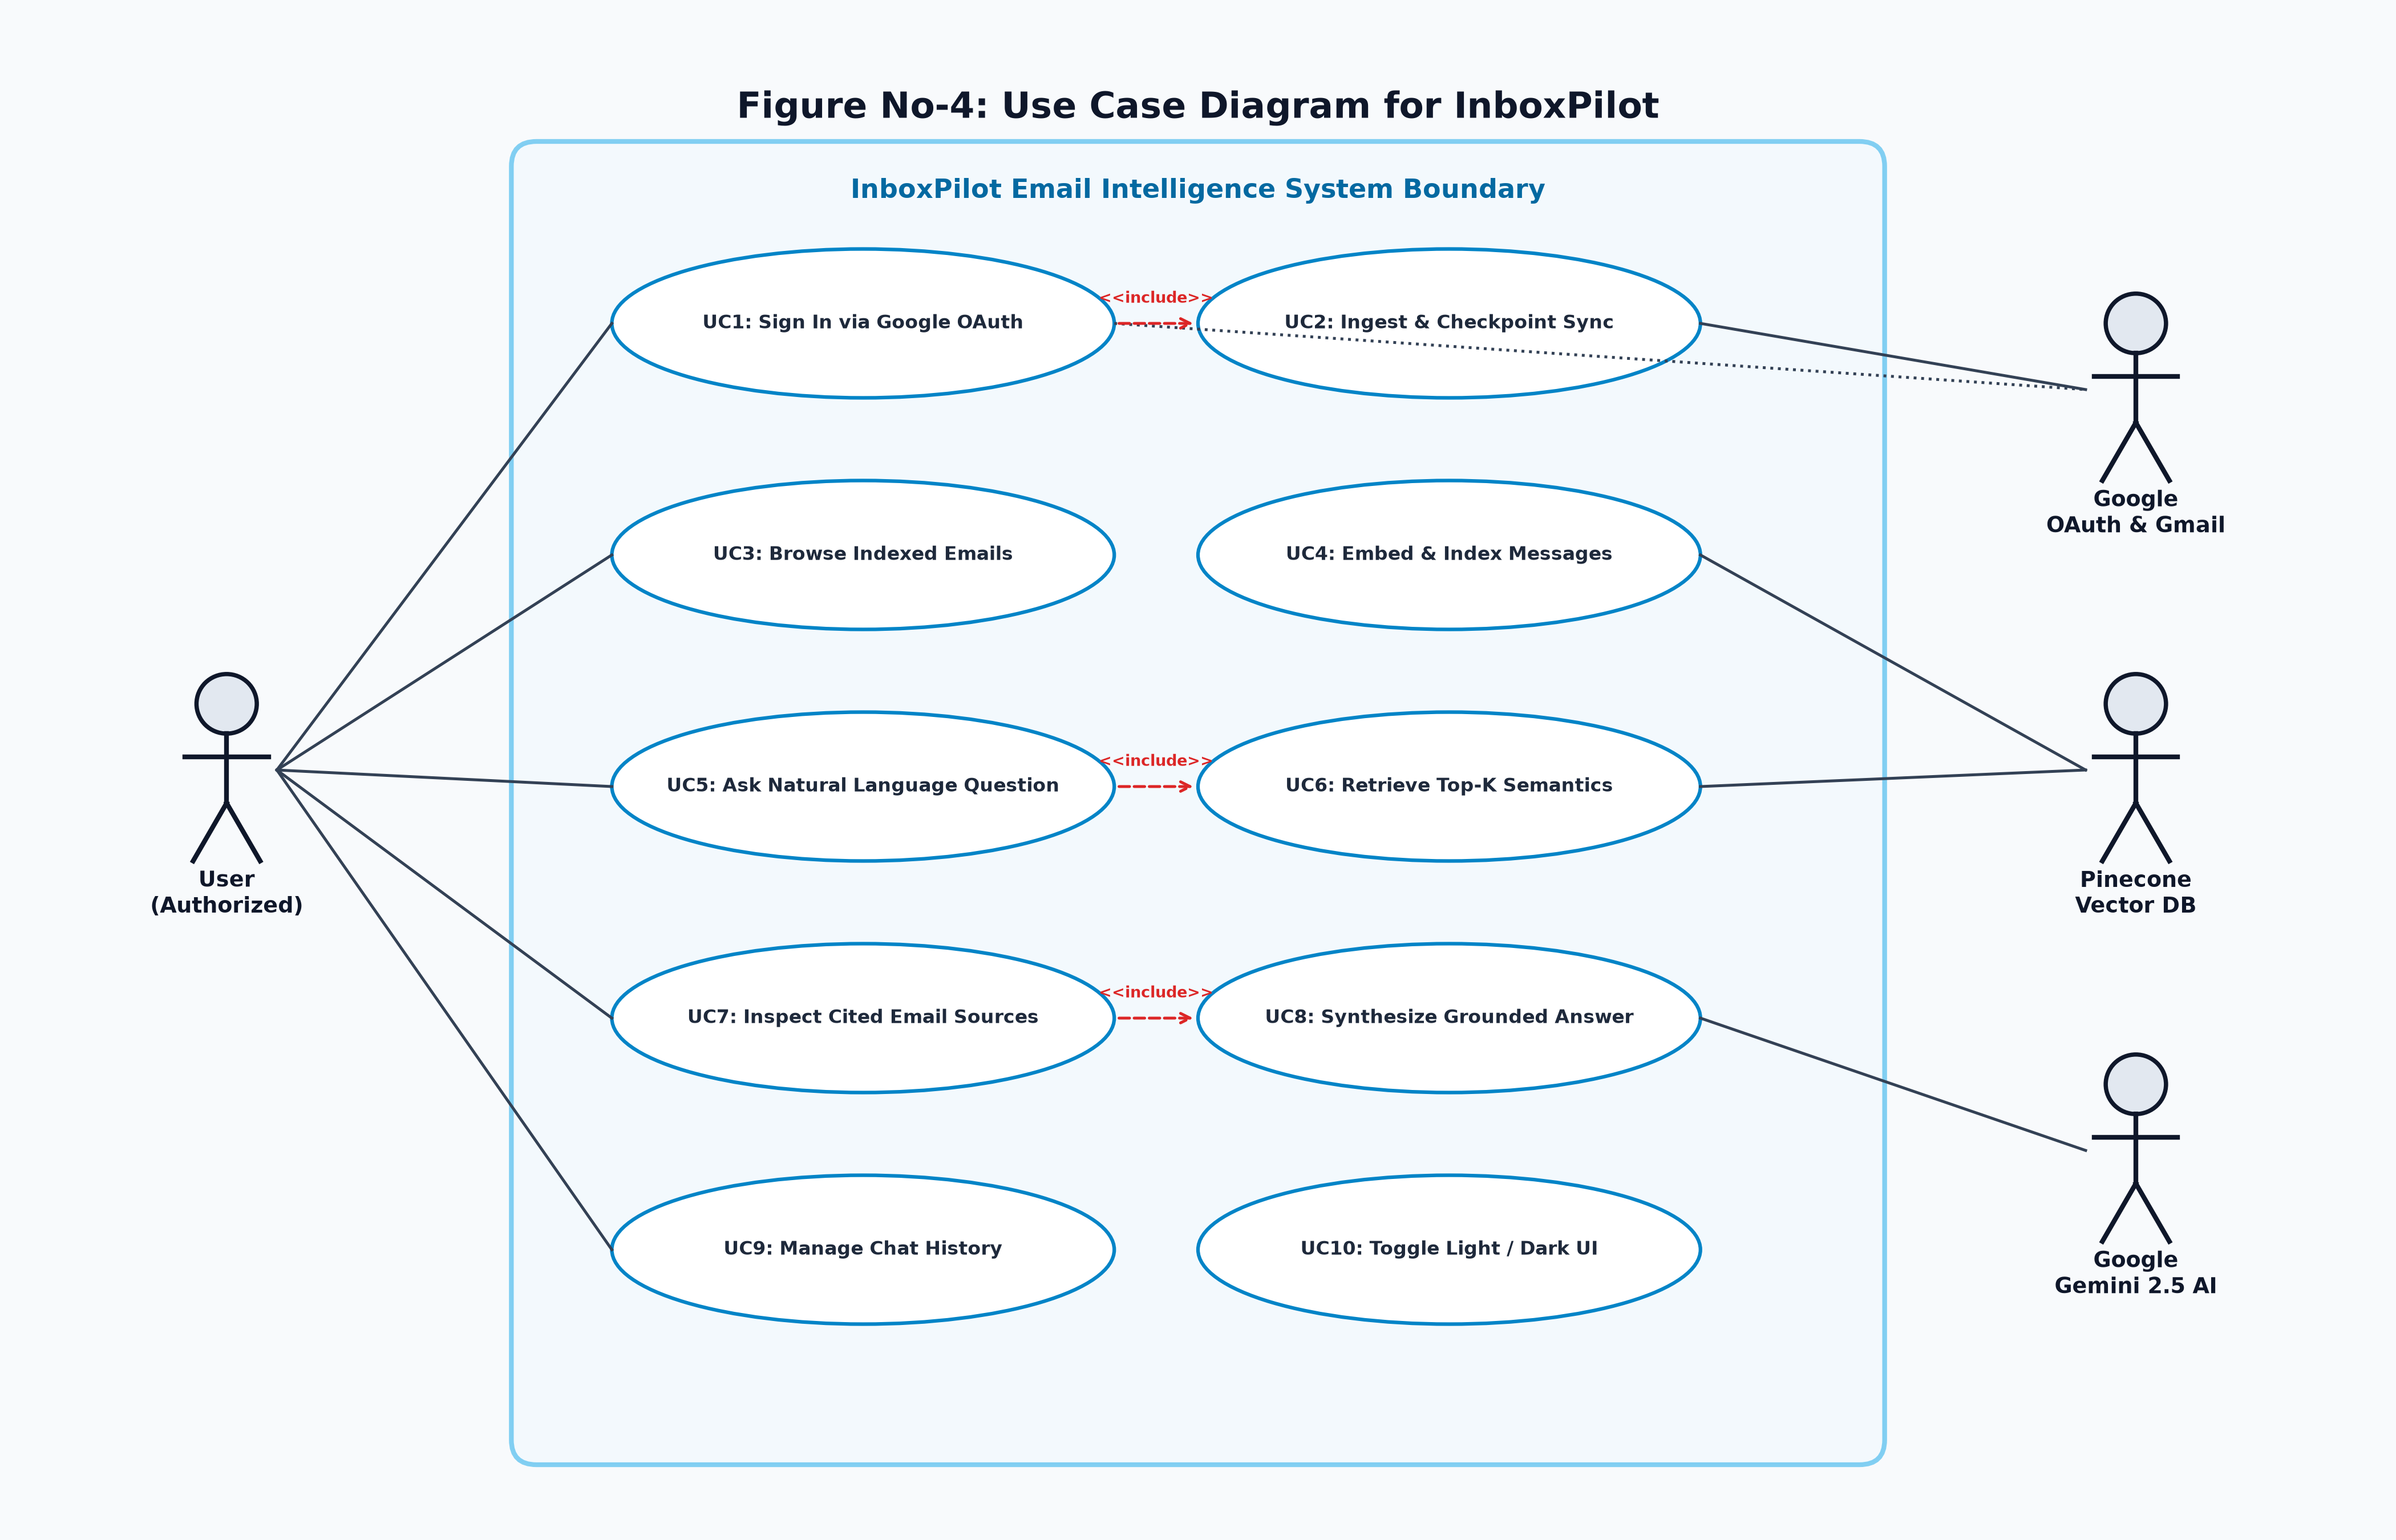 Figure No-4: Use Case Diagram for InboxPilot
InboxPilot Email Intelligence System Boundary
UC1: Sign In via Google OAuth
<<include>>
UC2: Ingest & Checkpoint Sync
Google
OAuth & Gmail
UC3: Browse Indexed Emails
UC4: Embed & Index Messages
User
(Authorized)
UC5: Ask Natural Language Question
<<include>>
UC6: Retrieve Top-K Semantics
Pinecone
Vector DB
UC7: Inspect Cited Email Sources
<<include>>
UC8: Synthesize Grounded Answer
Google
Gemini 2.5 AI
UC9: Manage Chat History
UC10: Toggle Light / Dark UI